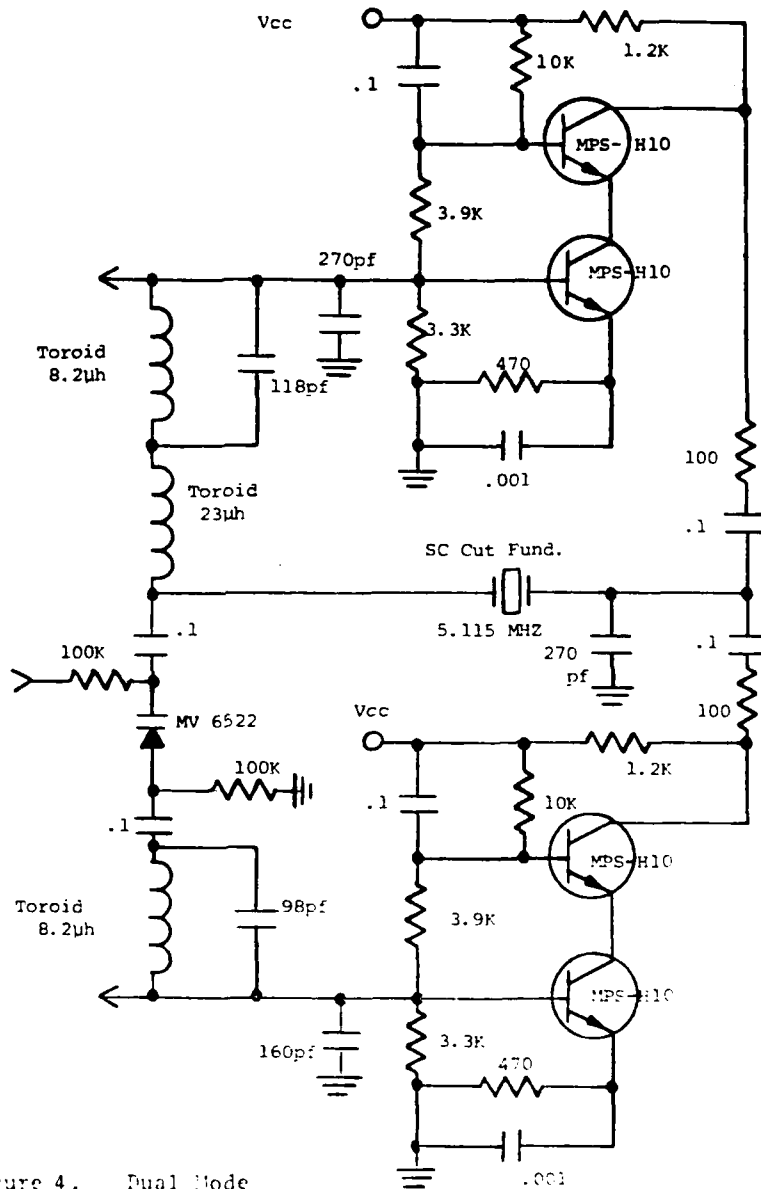 Vcc
1.2K
10K
.1
MPS-H10
3.9K
270pf
MPS-H10
Toroid
8.2µh
3.3K
118pf
470
.001
100
Toroid
23µh
.1
SC Cut Fund.
5.115 MHZ
270
pf
.1
100K
100
MV 6522
Vcc
1.2K
100K
.1
10K
.1
MPS-H10
Toroid
8.2µh
98pf
3.9K
MPS-H10
160pf
3.3K
470
.001
ure 4. Dual Mode